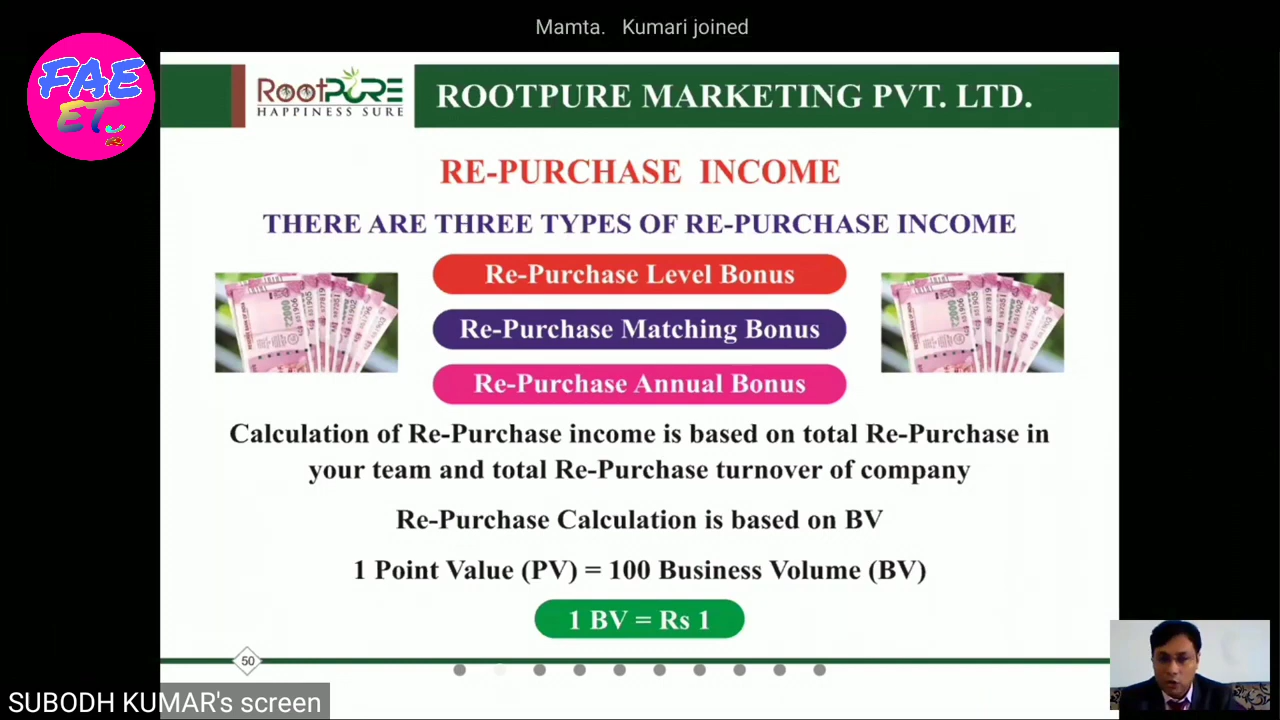 Mamta. Kumari joined
FAE
ET
RootPURE
HAPPINESS SURE
ROOTPURE MARKETING PVT. LTD.
RE-PURCHASE INCOME
THERE ARE THREE TYPES OF RE-PURCHASE INCOME
Re-Purchase Level Bonus
Re-Purchase Matching Bonus
Re-Purchase Annual Bonus
Calculation of Re-Purchase income is based on total Re-Purchase in
your team and total Re-Purchase turnover of company
Re-Purchase Calculation is based on BV
1 Point Value (PV) = 100 Business Volume (BV)
1 BV = Rs 1
50
SUBODH KUMAR's screen